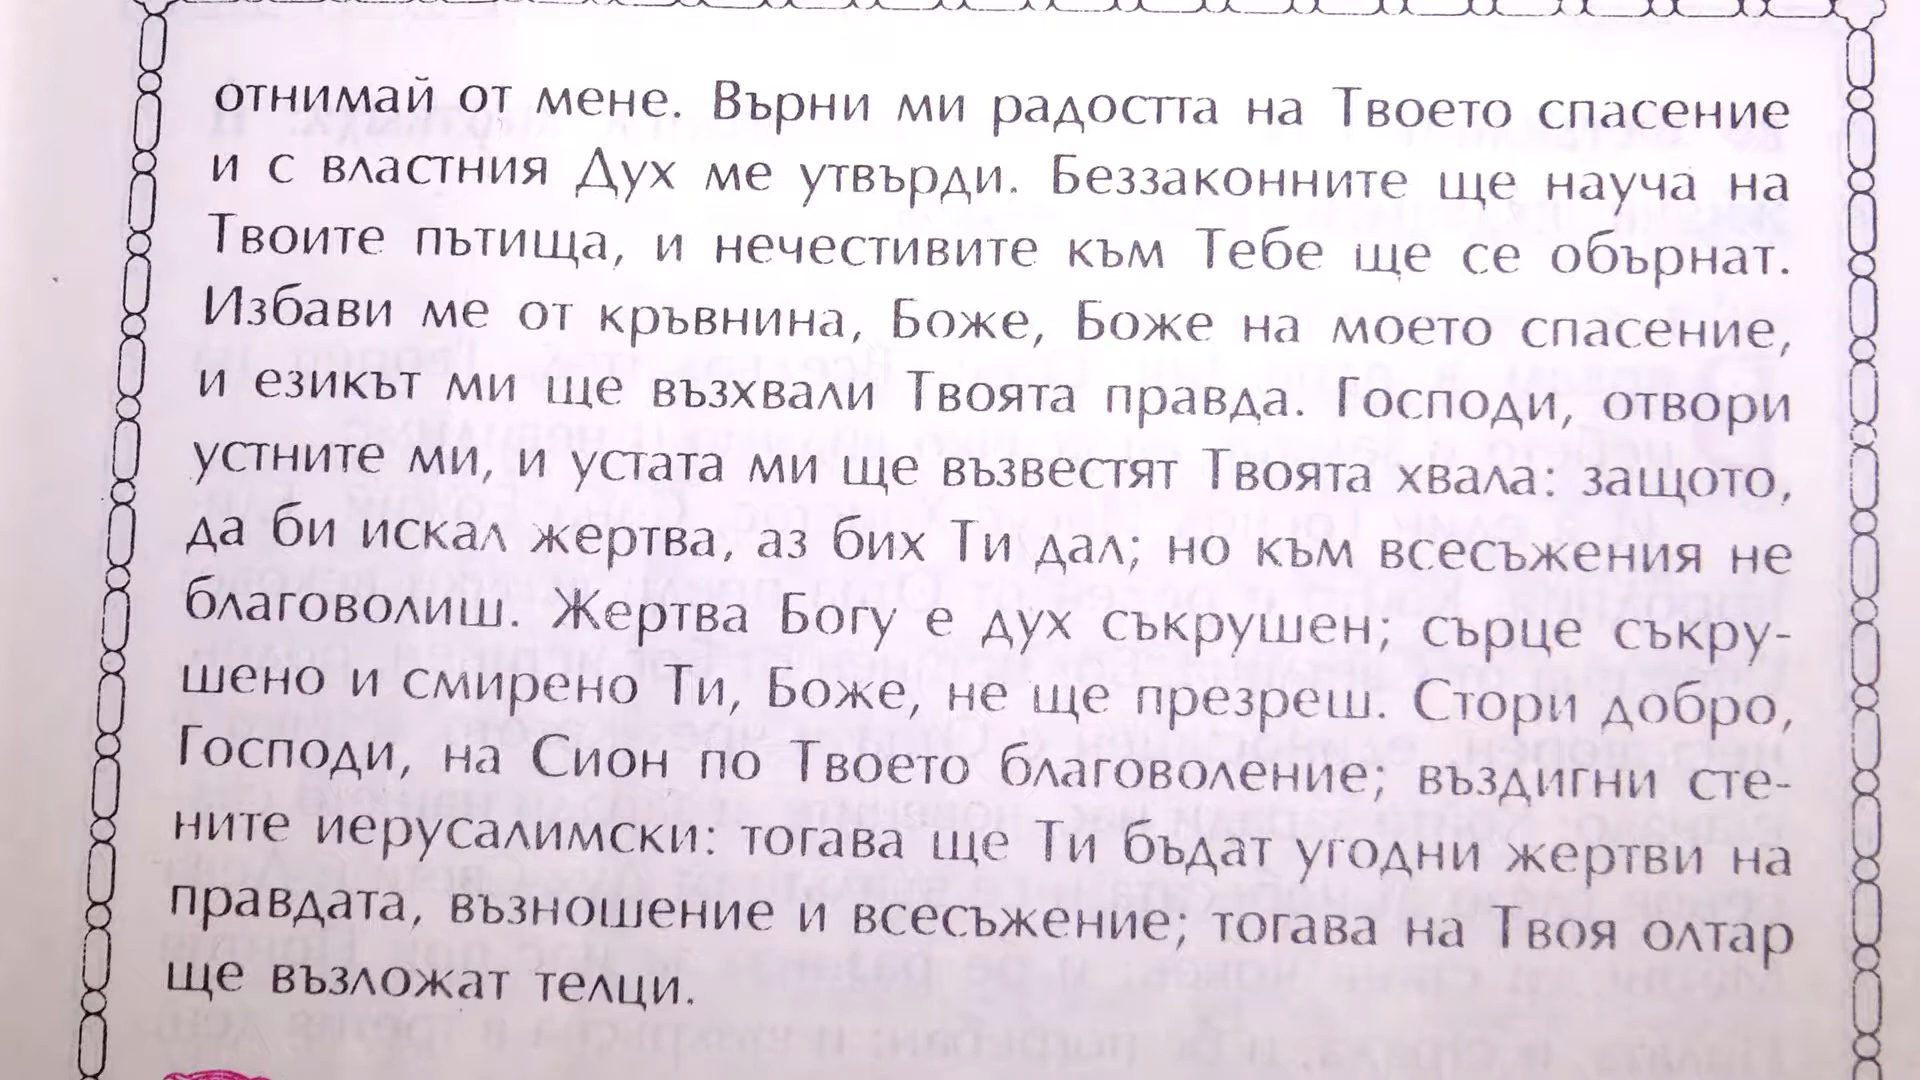 отнимай от мене. Върни ми радостта на Твоето спасение
и с властния Дух ме утвърди. Беззаконните ще науча на
Твоите пътища, и нечестивите към Тебе ще се обърнат.
Избави ме от кръвнина, Боже, Боже на моето спасение,
и езикът ми ще възхвали Твоята правда. Господи, отвори
устните ми, и устата ми ще възвестят Твоята хвала: защото,
да би искал жертва, аз бих Ти дал; но към всесъжения не
благоволиш. Жертва Богу е дух съкрушен; сърце съкру-
шено и смирено Ти, Боже, не ще презреш. Стори добро,
Господи, на Сион по Твоето благоволение; въздигни сте-
ните иерусалимски: тогава ще Ти бъдат угодни жертви на
правдата, възношение и всесъжение; тогава на Твоя олтар
ще възложат телци.